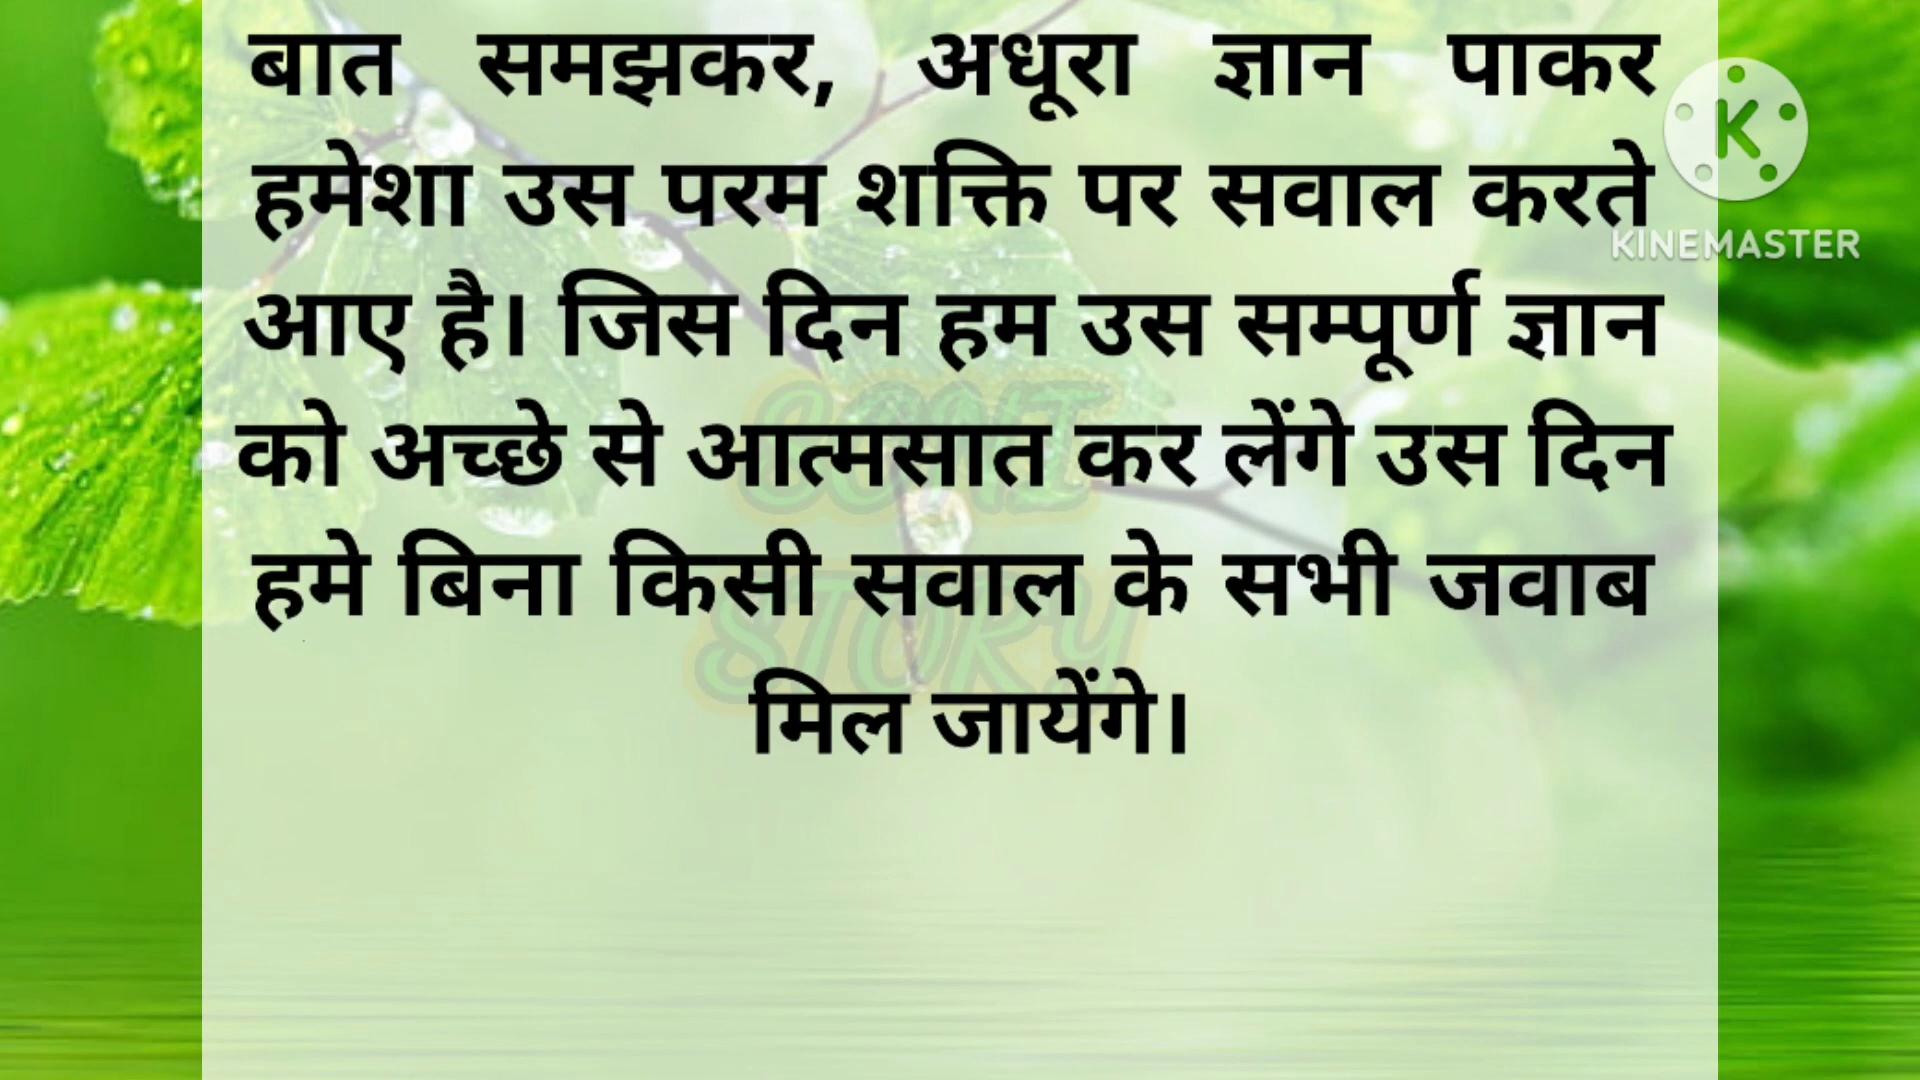 बात समझकर, अधूरा ज्ञान पाकर
हमेशा उस परम शक्ति पर सवाल करते
आए है। जिस दिन हम उस सम्पूर्ण ज्ञान
को अच्छे से आत्मसात कर लेंगे उस दिन
हमे बिना किसी सवाल के सभी जवाब
मिल जायेंगे।
K
KINEMASTER
STORY